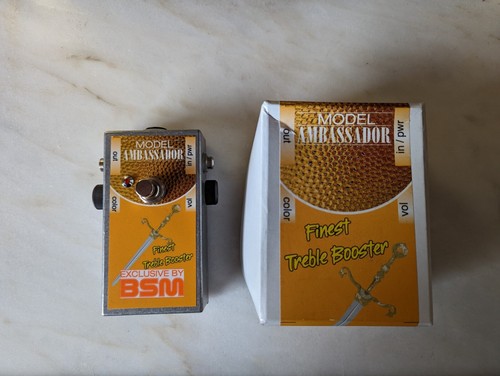 MODEL
AMBASSADOR
out
in / pwr
color
vol
Finest
Treble Booster
EXCLUSIVE BY
BSM
MODEL
AMBASSADOR
out
in / pwr
color
vol
Finest
Treble Booster